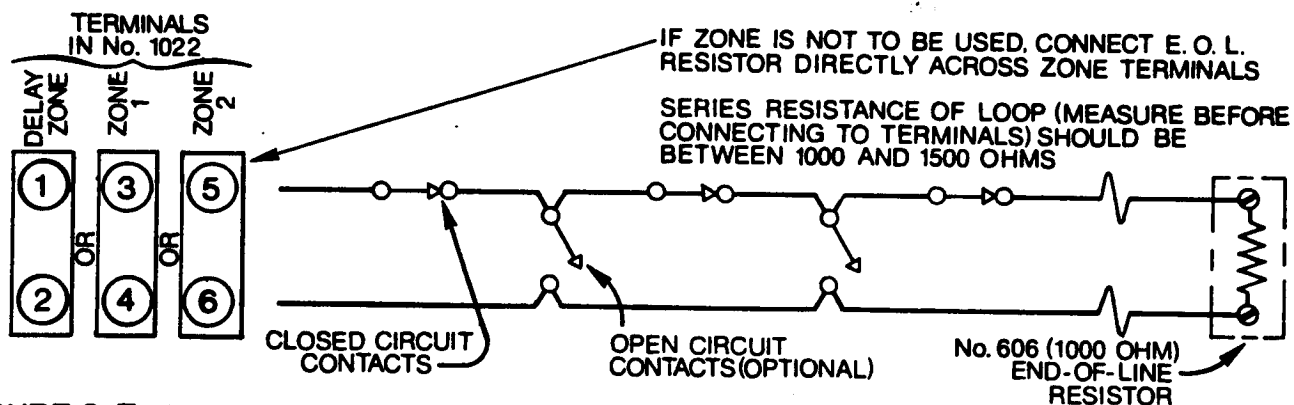 TERMINALS
IN No. 1022
DELAY
ZONE
ZONE
1
ZONE
2
1
3
5
OR
OR
2
4
6
IF ZONE IS NOT TO BE USED, CONNECT E. O. L.
RESISTOR DIRECTLY ACROSS ZONE TERMINALS
SERIES RESISTANCE OF LOOP (MEASURE BEFORE
CONNECTING TO TERMINALS) SHOULD BE
BETWEEN 1000 AND 1500 OHMS
CLOSED CIRCUIT
CONTACTS
OPEN CIRCUIT
CONTACTS (OPTIONAL)
No. 606 (1000 OHM)
END-OF-LINE
RESISTOR